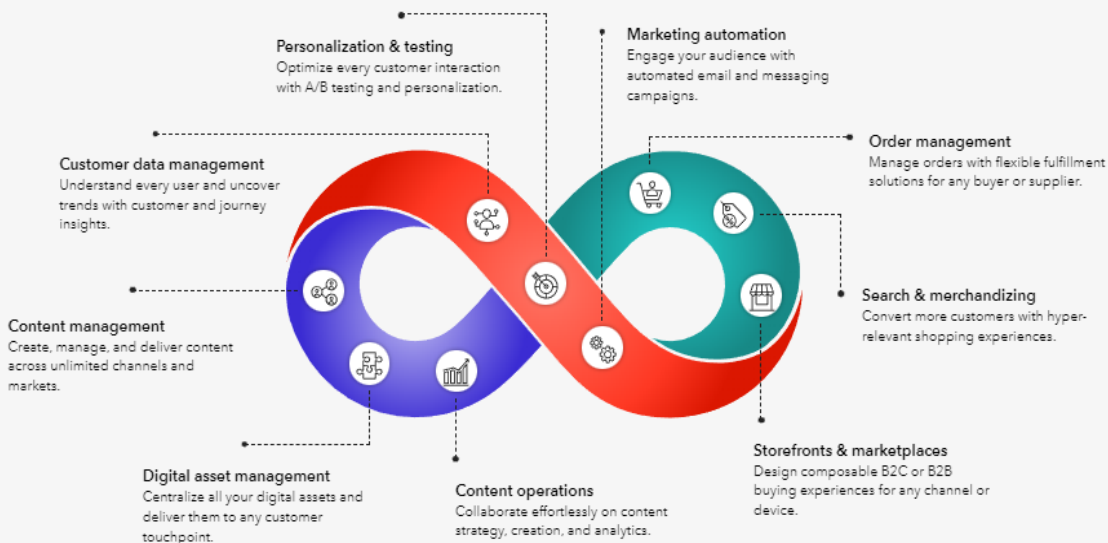 Personalization & testing
Optimize every customer interaction
with A/B testing and personalization.
Marketing automation
Engage your audience with
automated email and messaging
campaigns.
Customer data management
Understand every user and uncover
trends with customer and journey
insights.
Order management
Manage orders with flexible fulfillment
solutions for any buyer or supplier.
Content management
Create, manage, and deliver content
across unlimited channels and
markets.
Search & merchandizing
Convert more customers with hyper-
relevant shopping experiences.
Digital asset management
Centralize all your digital assets and
deliver them to any customer
touchpoint.
Content operations
Collaborate effortlessly on content
strategy, creation, and analytics.
Storefronts & marketplaces
Design composable B2C or B2B
buying experiences for any channel or
device.